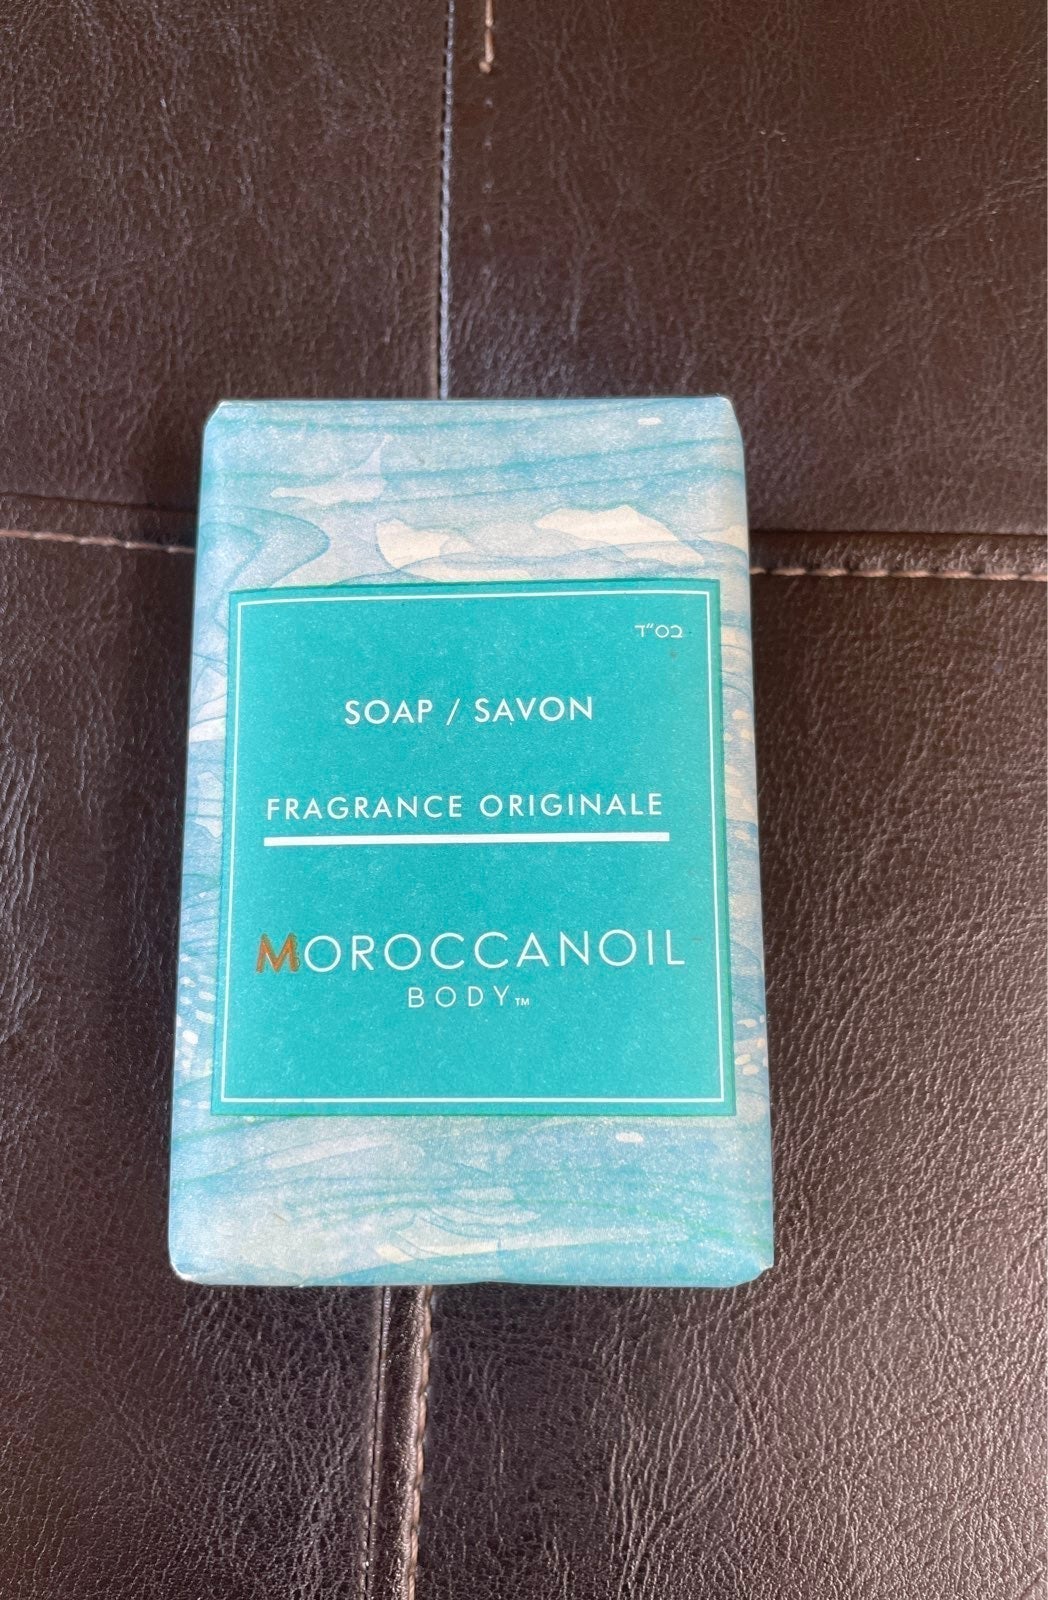 בס״ד
SOAP / SAVON
FRAGRANCE ORIGINALE
MOROCCANOIL
BODY™